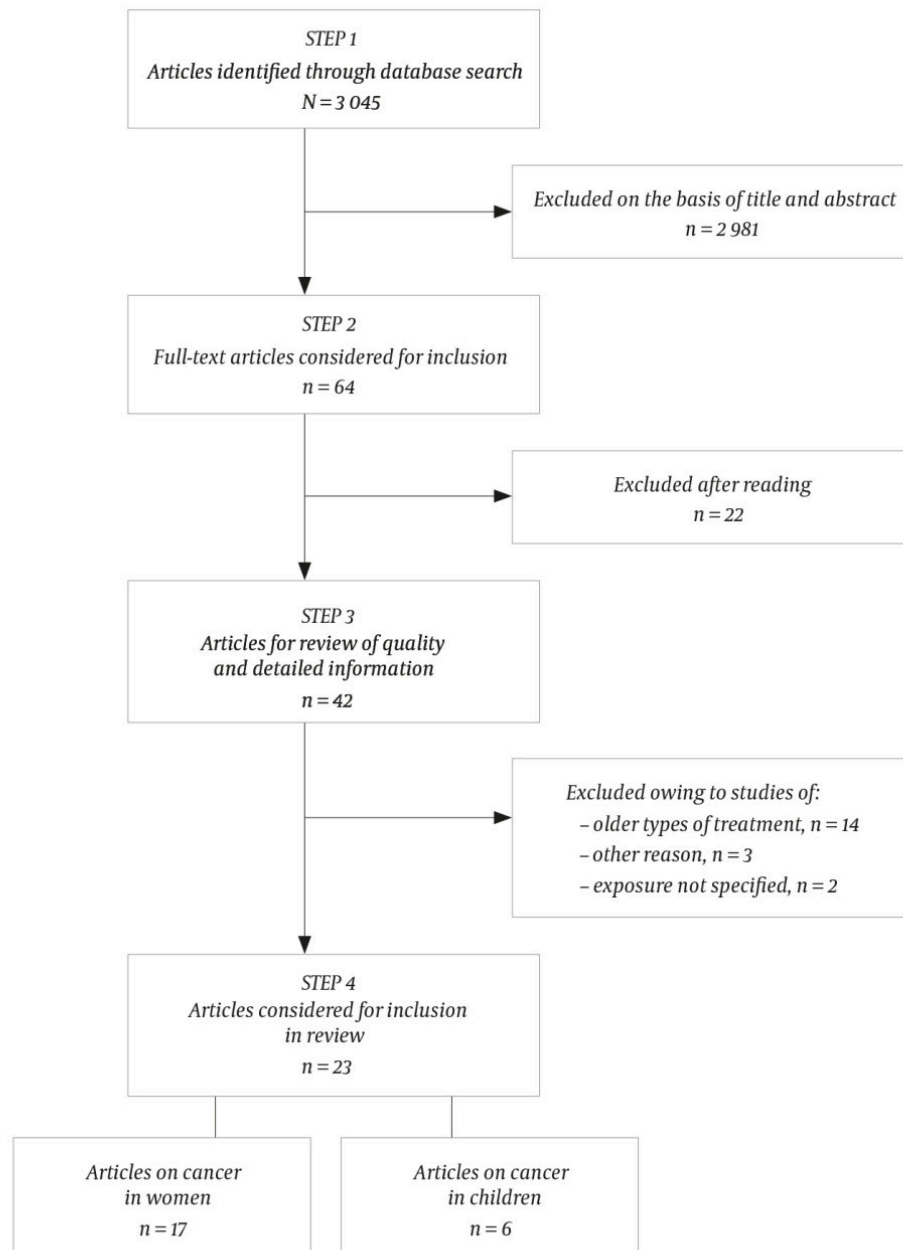 STEP 1
Articles identified through database search
N = 3 045
Excluded on the basis of title and abstract
n = 2 981
STEP 2
Full-text articles considered for inclusion
n = 64
Excluded after reading
n = 22
STEP 3
Articles for review of quality
and detailed information
n = 42
Excluded owing to studies of:
– older types of treatment, n = 14
– other reason, n = 3
– exposure not specified, n = 2
STEP 4
Articles considered for inclusion
in review
n = 23
Articles on cancer
in women
n = 17
Articles on cancer
in children
n = 6